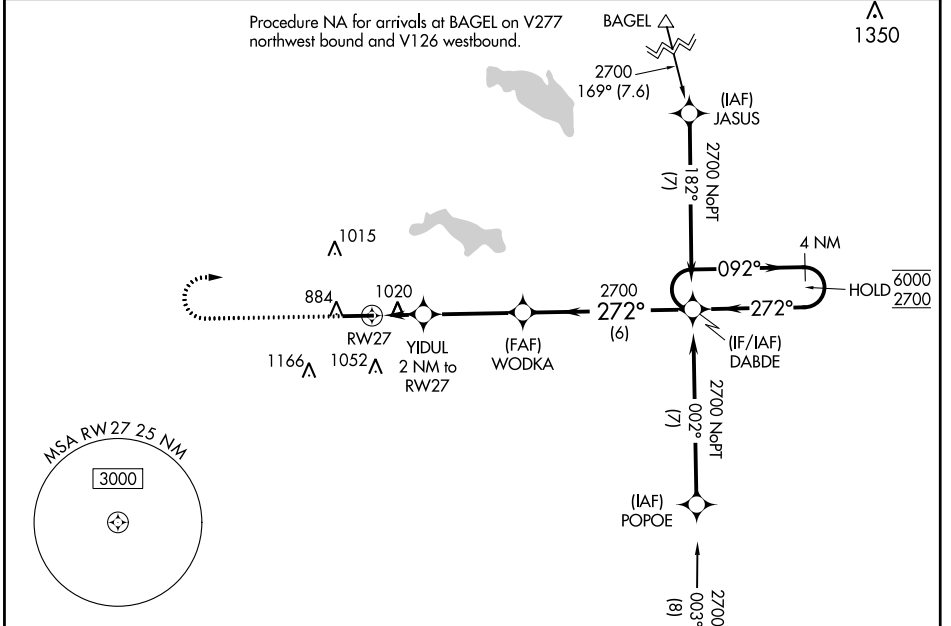 Procedure NA for arrivals at BAGEL on V277
northwest bound and V126 westbound.
BAGEL
1350
2700
169° (7.6)
(IAF)
JASUS
2700 NoPT
182°
(7)
1015
4 NM
092°
HOLD
6000
2700
884
1020
2700
272°
(6)
272°
RW27
YIDUL
2 NM to
RW27
(FAF)
WODKA
(IF/IAF)
DABDE
1166
1052
2700 NoPT
002°
(7)
MSA RW27 25 NM
3000
(IAF)
POPOE
2700
003°
(8)